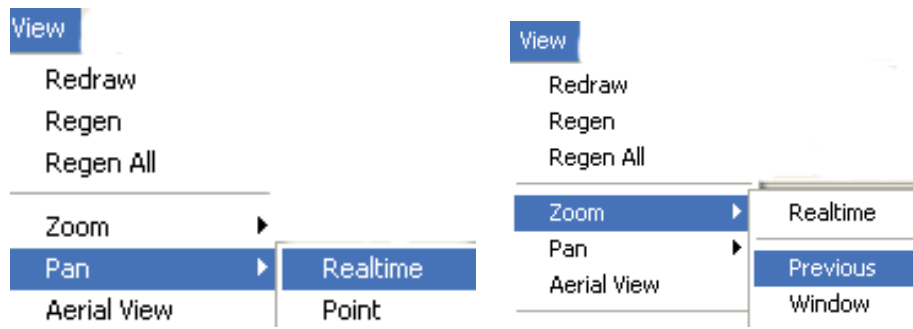 View
Redraw
Regen
Regen All
Zoom
Pan
Realtime
Aerial View
Point
View
Redraw
Regen
Regen All
Zoom
Realtime
Pan
Previous
Aerial View
Window